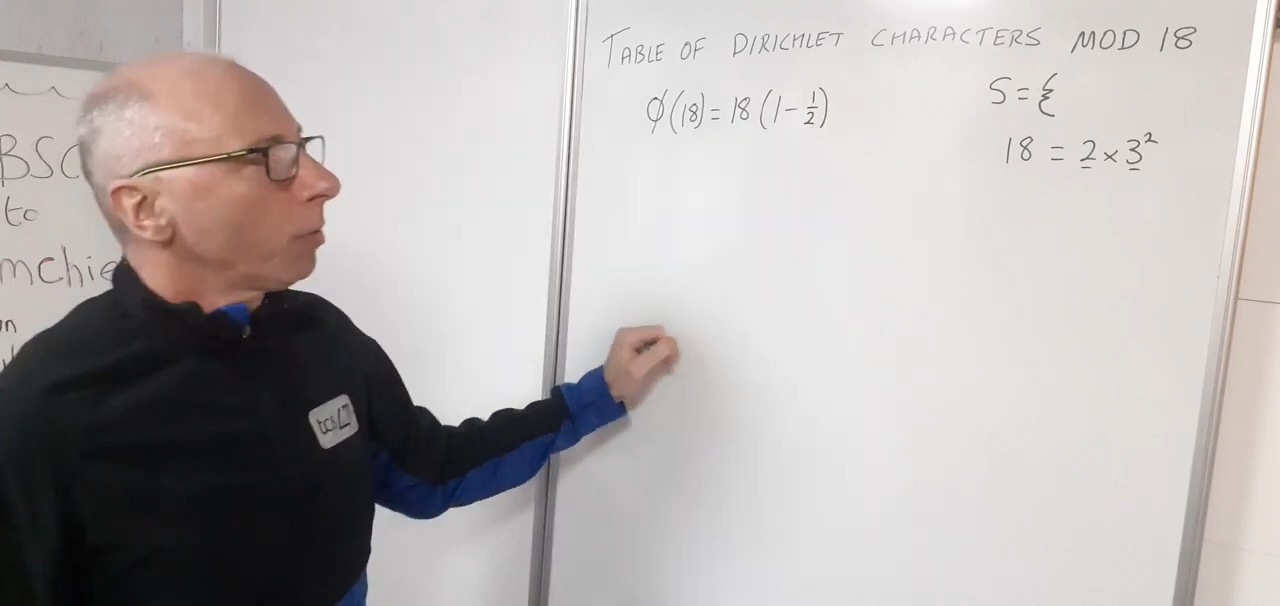 TABLE OF DIRICHLET CHARACTERS MOD 18
φ(18) = 18 (1 - 1/2)
S = {
18 = 2 × 3²
BSC
to
mchie